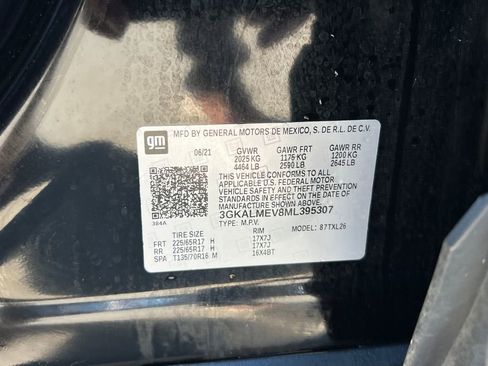 gm
MFD BY GENERAL MOTORS DE MEXICO, S. DE R.L. DE C.V.
06/21 GVWR GAWR FRT GAWR RR
2025 KG 1175 KG 1200 KG
4464 LB 2590 LB 2645 LB
THIS VEHICLE CONFORMS TO ALL
APPLICABLE U.S. FEDERAL MOTOR
VEHICLE SAFETY AND THEFT
PREVENTION STANDARDS IN EFFECT ON
THE DATE OF MANUFACTURE SHOWN ABOVE.
3GKALMEV8ML395307
384A TYPE: M.P.V. MODEL: 87TXL26
TIRE SIZE RIM
FRT 225/65R17 H 17X7J
RR 225/65R17 H 17X7J
SPA T135/70R16 M 16X4BT